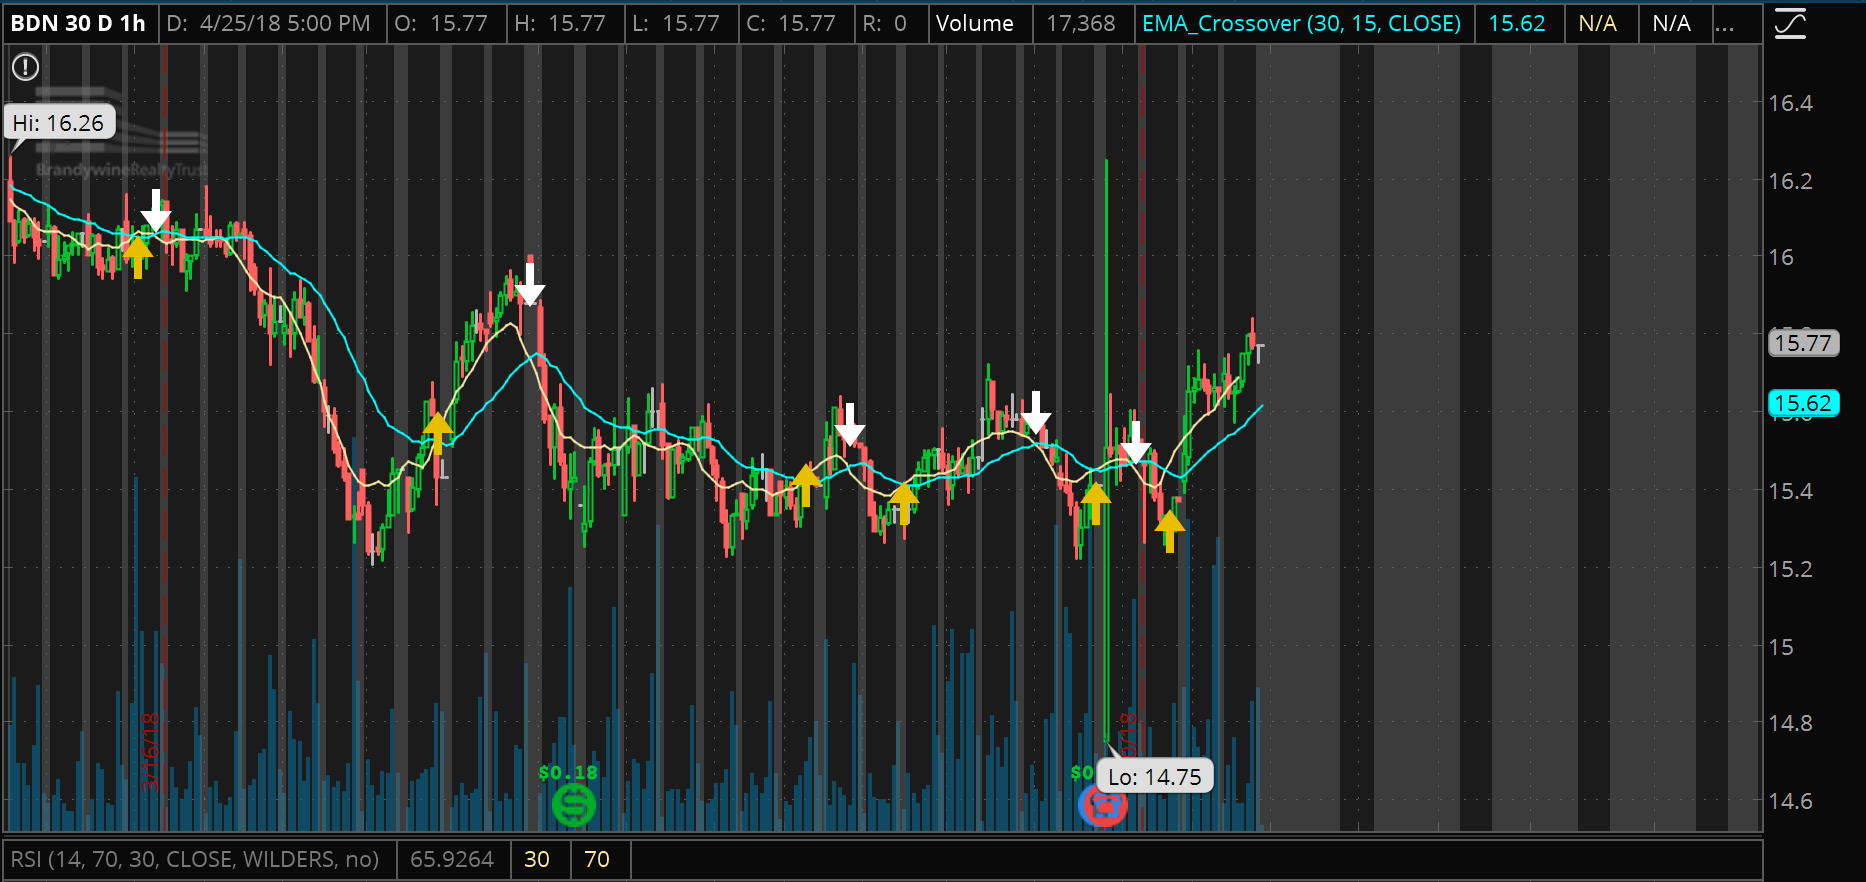 BDN 30 D 1h D: 4/25/18 5:00 PM O: 15.77 H: 15.77 L: 15.77 C: 15.77 R: 0 Volume 17,368 EMA_Crossover (30, 15, CLOSE) 15.62 N/A N/A ...
Hi: 16.26
BrandywineRealtyTrust
16.4
16.2
16
15.77
15.62
15.4
15.2
15
14.8
14.6
3/16/18
$0.18
$0
Lo: 14.75
RSI (14, 70, 30, CLOSE, WILDERS, no) 65.9264 30 70